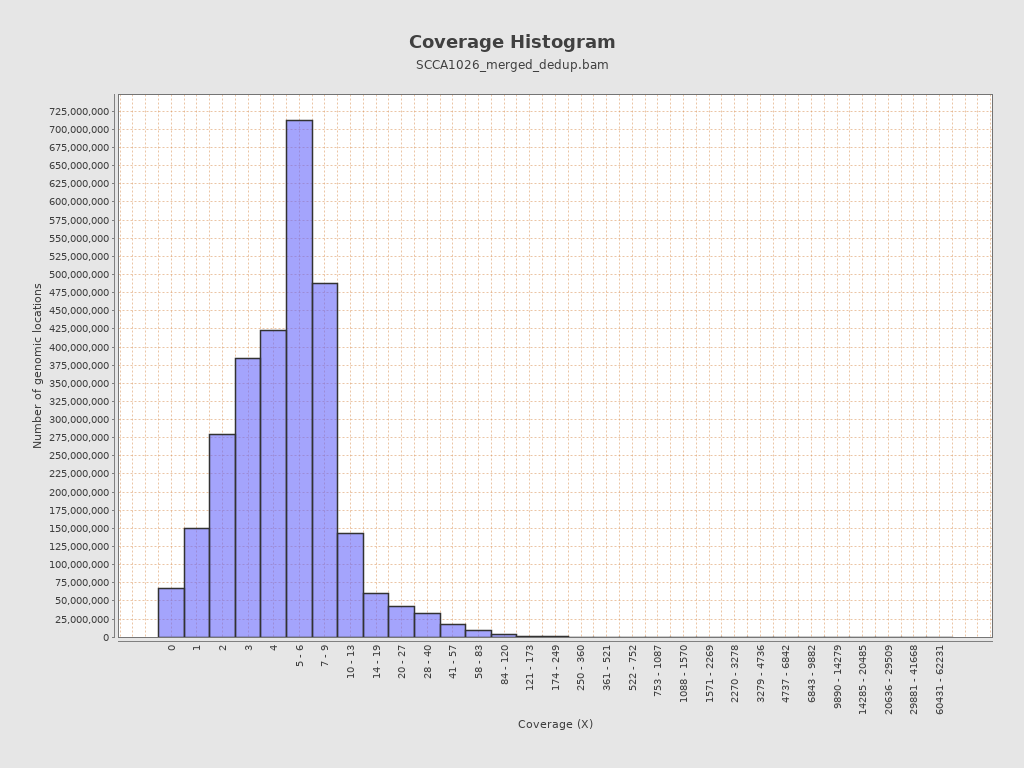 Coverage Histogram
SCCA1026_merged_dedup.bam
Number of genomic locations
725,000,000
700,000,000
675,000,000
650,000,000
625,000,000
600,000,000
575,000,000
550,000,000
525,000,000
500,000,000
475,000,000
450,000,000
425,000,000
400,000,000
375,000,000
350,000,000
325,000,000
300,000,000
275,000,000
250,000,000
225,000,000
200,000,000
175,000,000
150,000,000
125,000,000
100,000,000
75,000,000
50,000,000
25,000,000
0
0
1
2
3
4
5 - 6
7 - 9
10 - 13
14 - 19
20 - 27
28 - 40
41 - 57
58 - 83
84 - 120
121 - 173
174 - 249
250 - 360
361 - 521
522 - 752
753 - 1087
1088 - 1570
1571 - 2269
2270 - 3278
3279 - 4736
4737 - 6842
6843 - 9882
9890 - 14279
14285 - 20485
20636 - 29509
29881 - 41668
60431 - 62231
Coverage (X)